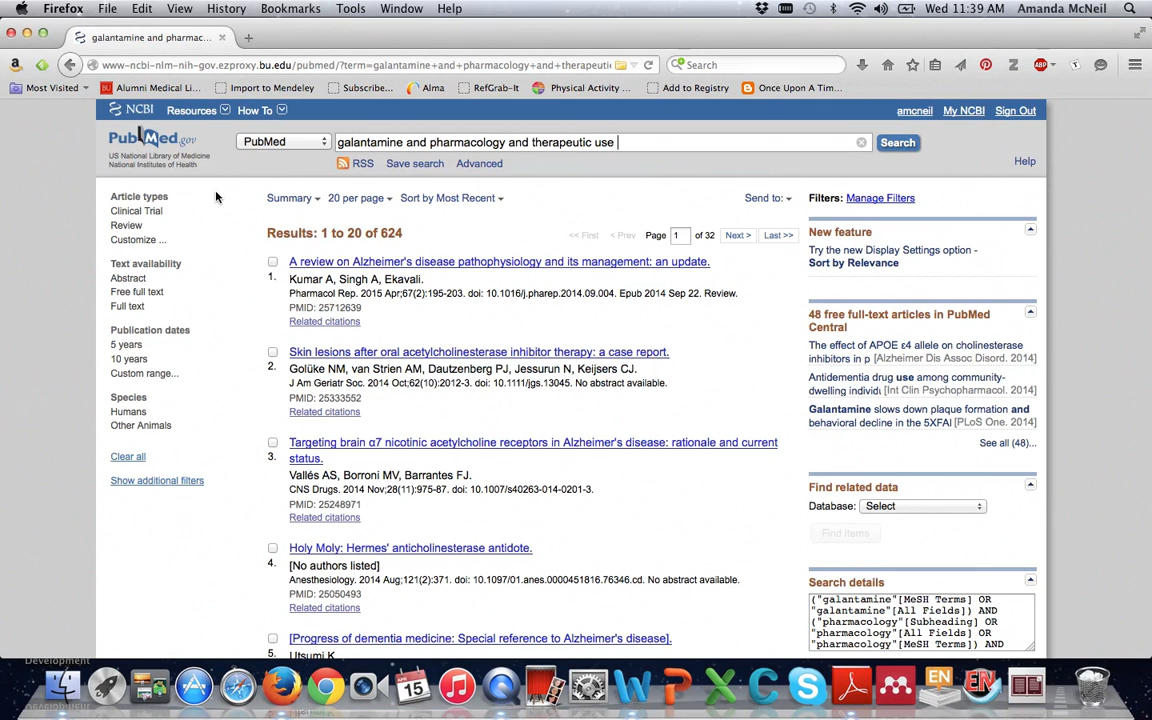 Firefox File Edit View History Bookmarks Tools Window Help Wed 11:39 AM Amanda McNeil
galantamine and pharmac...
www-ncbi-nlm-nih-gov.ezproxy.bu.edu/pubmed/?term=galantamine+and+pharmacology+and+therapeutic Search
Most Visited Alumni Medical Li... Import to Mendeley Subscribe... Alma RefGrab-It Physical Activity ... Add to Registry Once Upon A Tim...
NCBI Resources How To amcneil My NCBI Sign Out
PubMed.gov
US National Library of Medicine
National Institutes of Health
PubMed galantamine and pharmacology and therapeutic use Search
RSS Save search Advanced Help
Article types
Clinical Trial
Review
Customize ...
Text availability
Abstract
Free full text
Full text
Publication dates
5 years
10 years
Custom range...
Species
Humans
Other Animals
Clear all
Show additional filters
Summary 20 per page Sort by Most Recent Send to:
Results: 1 to 20 of 624
<< First < Prev Page 1 of 32 Next > Last >>
A review on Alzheimer's disease pathophysiology and its management: an update.
1. Kumar A, Singh A, Ekavali.
Pharmacol Rep. 2015 Apr;67(2):195-203. doi: 10.1016/j.pharep.2014.09.004. Epub 2014 Sep 22. Review.
PMID: 25712639
Related citations
Skin lesions after oral acetylcholinesterase inhibitor therapy: a case report.
2. Golüke NM, van Strien AM, Dautzenberg PJ, Jessurun N, Keijsers CJ.
J Am Geriatr Soc. 2014 Oct;62(10):2012-3. doi: 10.1111/jgs.13045. No abstract available.
PMID: 25333552
Related citations
Targeting brain α7 nicotinic acetylcholine receptors in Alzheimer's disease: rationale and current
status.
3. Vallés AS, Borroni MV, Barrantes FJ.
CNS Drugs. 2014 Nov;28(11):975-87. doi: 10.1007/s40263-014-0201-3.
PMID: 25248971
Related citations
Holy Moly: Hermes' anticholinesterase antidote.
4. [No authors listed]
Anesthesiology. 2014 Aug;121(2):371. doi: 10.1097/01.anes.0000451816.76346.cd. No abstract available.
PMID: 25050493
Related citations
[Progress of dementia medicine: Special reference to Alzheimer's disease].
5. Utsumi K.
Filters: Manage Filters
New feature
Try the new Display Settings option -
Sort by Relevance
48 free full-text articles in PubMed
Central
The effect of APOE ε4 allele on cholinesterase
inhibitors in p [Alzheimer Dis Assoc Disord. 2014]
Antidementia drug use among community-
dwelling individu [Int Clin Psychopharmacol. 2014]
Galantamine slows down plaque formation and
behavioral decline in the 5XFAI [PLoS One. 2014]
See all (48)...
Find related data
Database: Select
Find items
Search details
("galantamine"[MeSH Terms] OR
"galantamine"[All Fields]) AND
("pharmacology"[Subheading] OR
"pharmacology"[All Fields] OR
"pharmacology"[MeSH Terms]) AND
Development